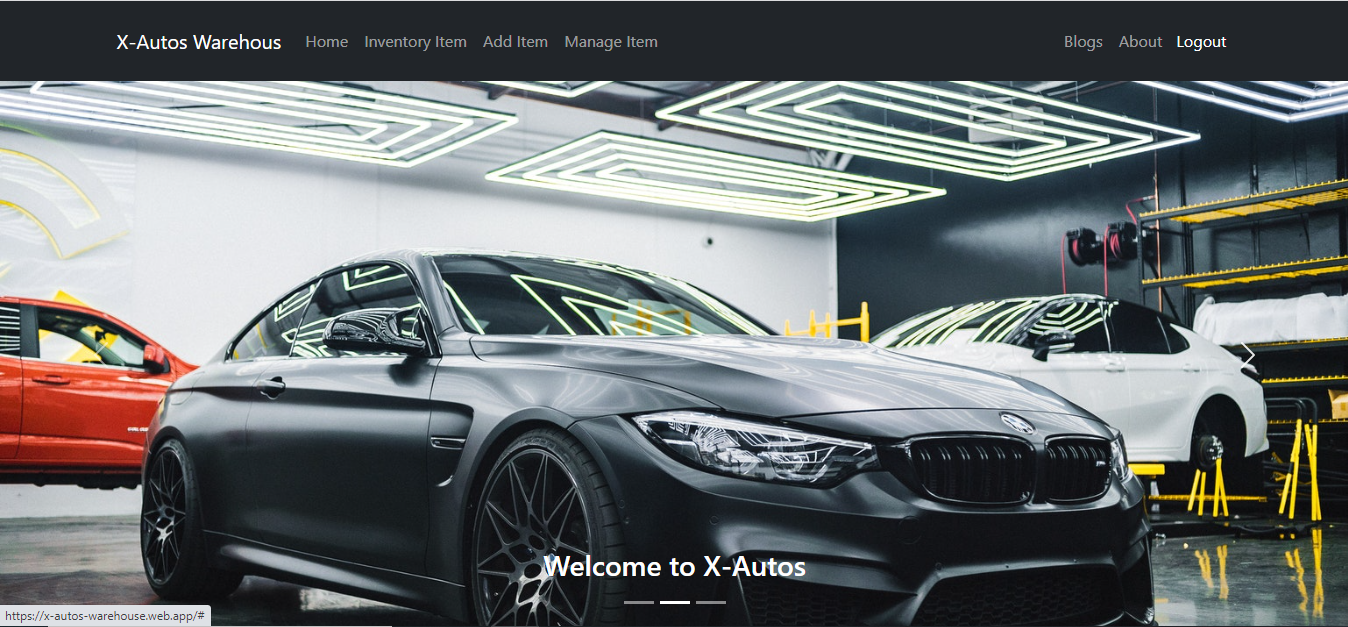 X-Autos Warehous Home Inventory Item Add Item Manage Item Blogs About Logout
Welcome to X-Autos
https://x-autos-warehouse.web.app/#